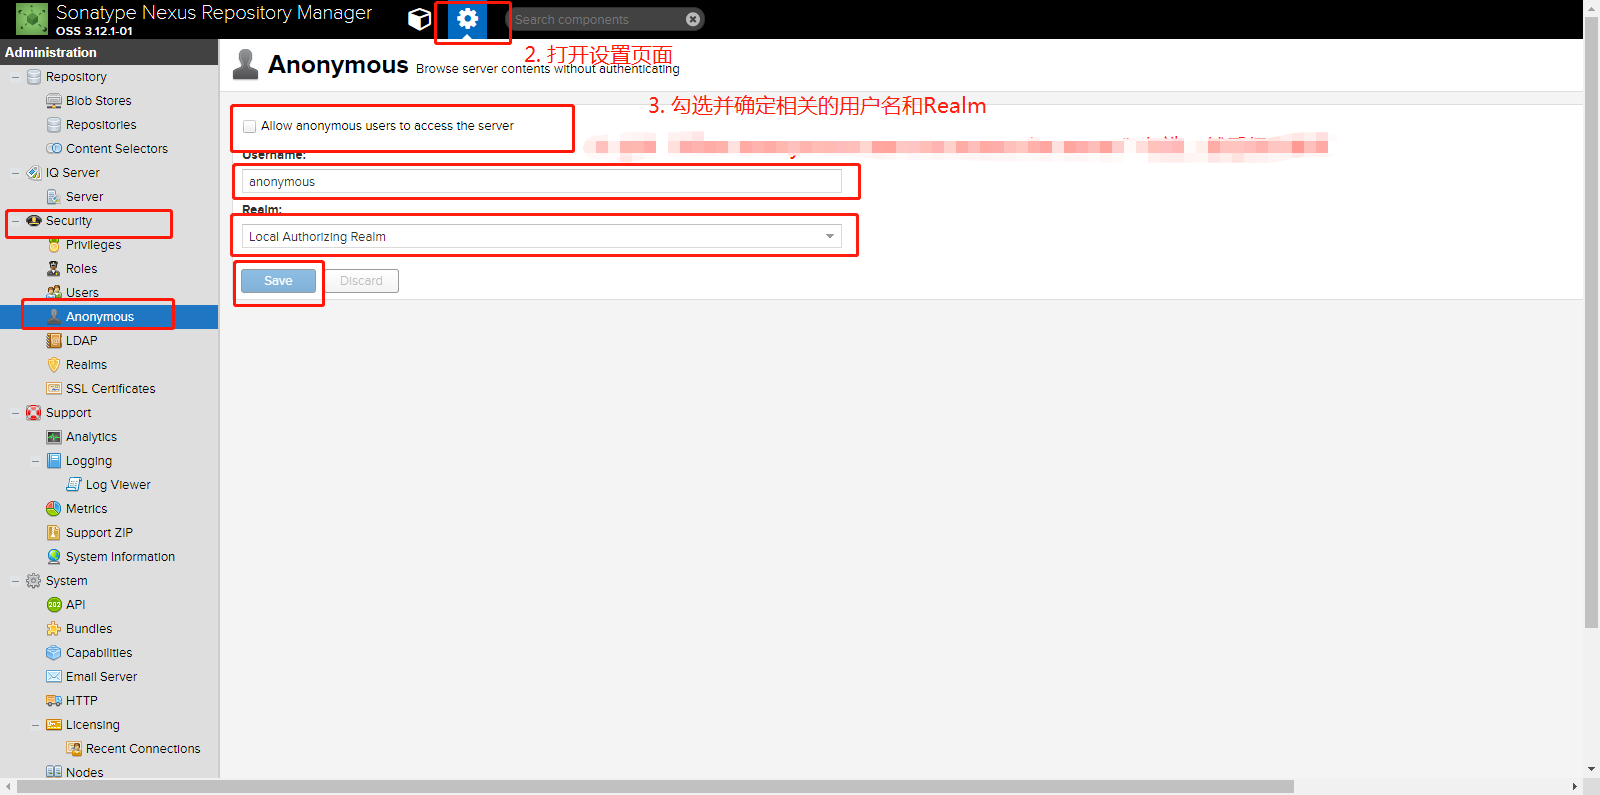 Sonatype Nexus Repository Manager
OSS 3.12.1-01
Search components
2. 打开设置页面
Administration
Repository
Blob Stores
Repositories
Content Selectors
IQ Server
Server
Security
Privileges
Roles
Users
Anonymous
LDAP
Realms
SSL Certificates
Support
Analytics
Logging
Log Viewer
Metrics
Support ZIP
System Information
System
API
Bundles
Capabilities
Email Server
HTTP
Licensing
Recent Connections
Nodes
Anonymous Browse server contents without authenticating
3. 勾选并确定相关的用户名和Realm
Allow anonymous users to access the server
Username:
anonymous
Realm:
Local Authorizing Realm
Save Discard